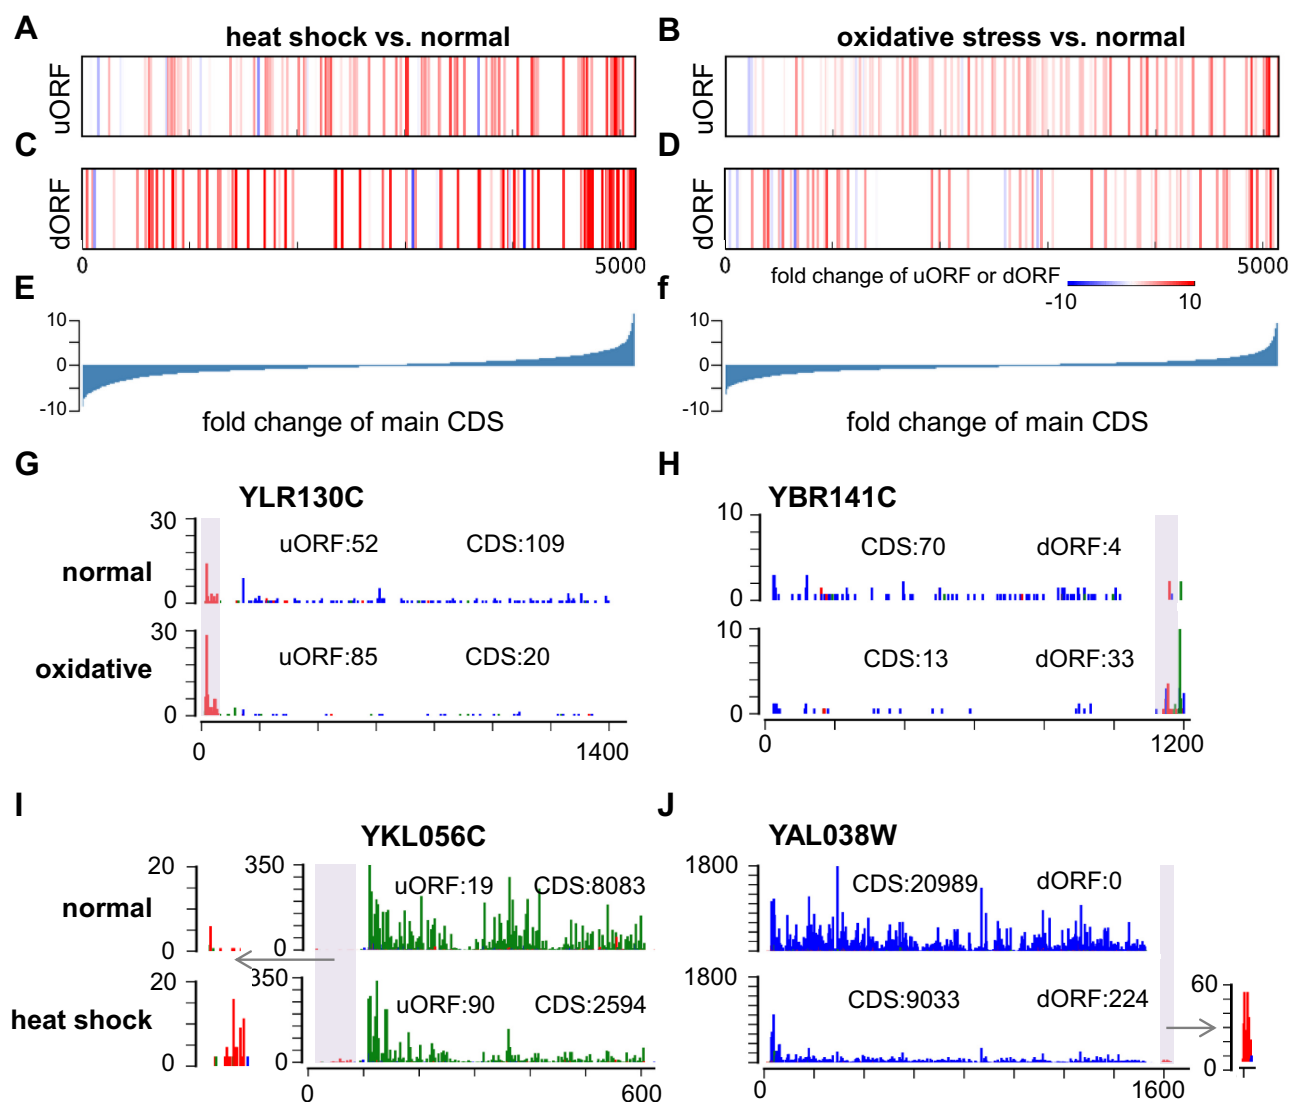 A
heat shock vs. normal
B
oxidative stress vs. normal
uORF
uORF
C
D
dORF
dORF
0
5000
0
5000
fold change of uORF or dORF
-10
10
E
f
10
0
-10
10
0
-10
fold change of main CDS
fold change of main CDS
G
YLR130C
H
YBR141C
normal
30
0
uORF:52
CDS:109
10
0
CDS:70
dORF:4
oxidative
30
0
uORF:85
CDS:20
10
0
CDS:13
dORF:33
0
1400
0
1200
I
YKL056C
J
YAL038W
normal
20
0
350
0
uORF:19
CDS:8083
1800
CDS:20989
dORF:0
heat shock
20
0
350
0
uORF:90
CDS:2594
1800
CDS:9033
dORF:224
60
0
0
600
0
1600